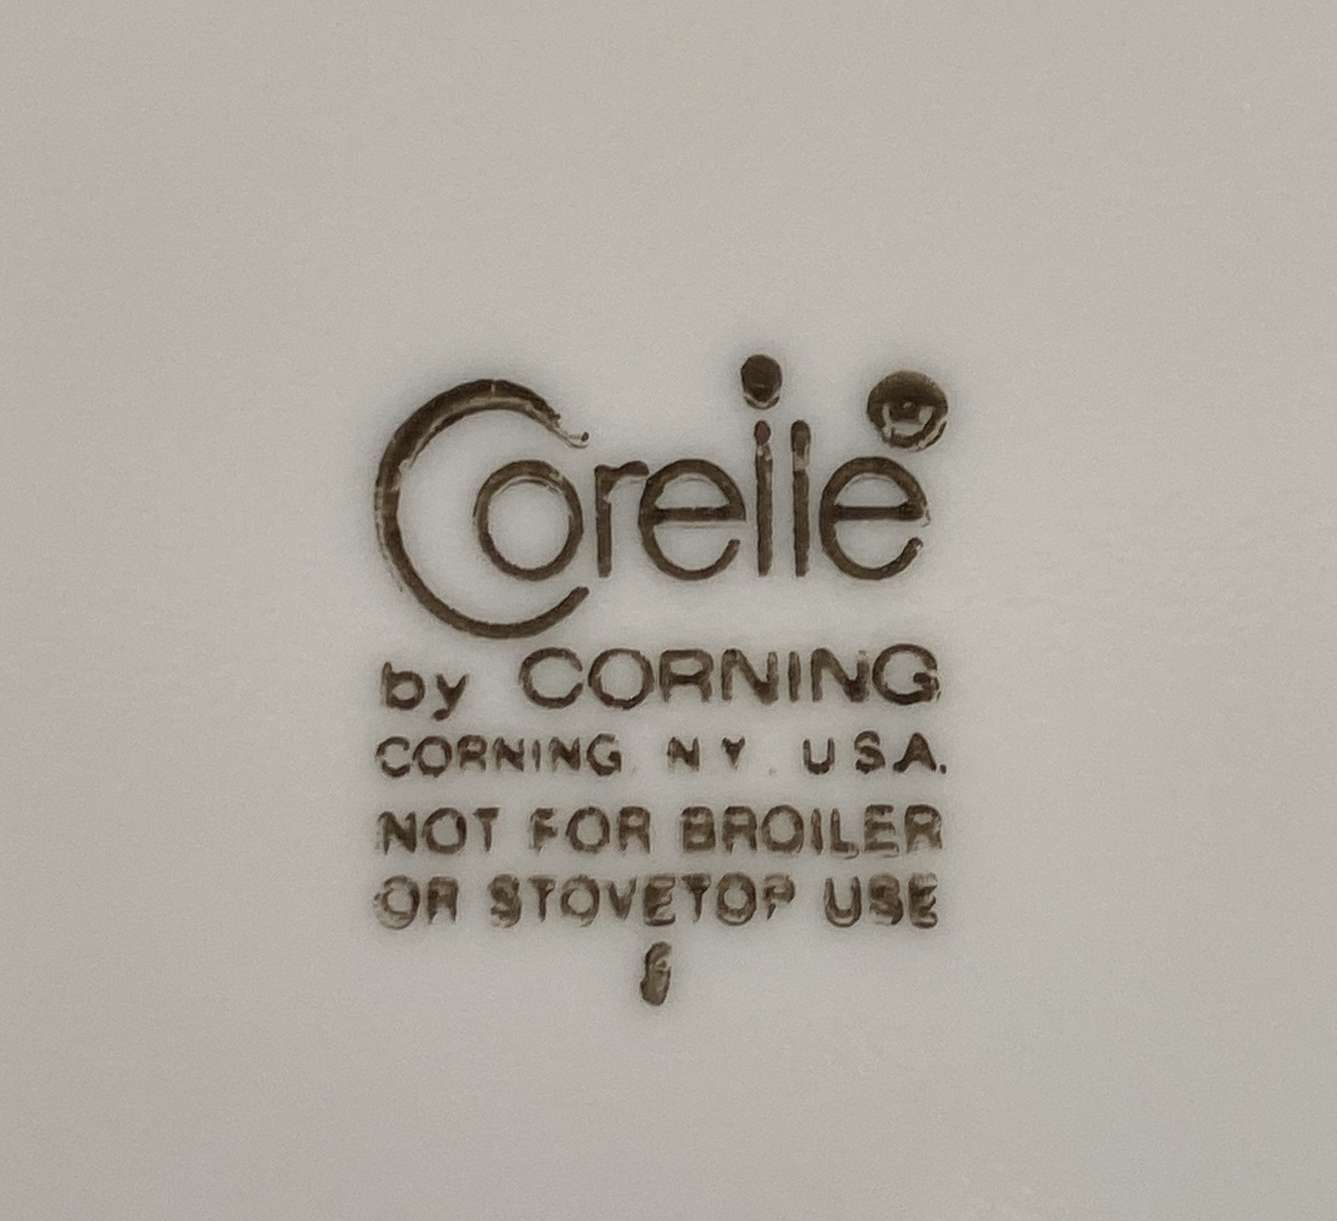 Corelle
by CORNING
CORNING N Y U S.A.
NOT FOR BROILER
OR STOVETOP USE